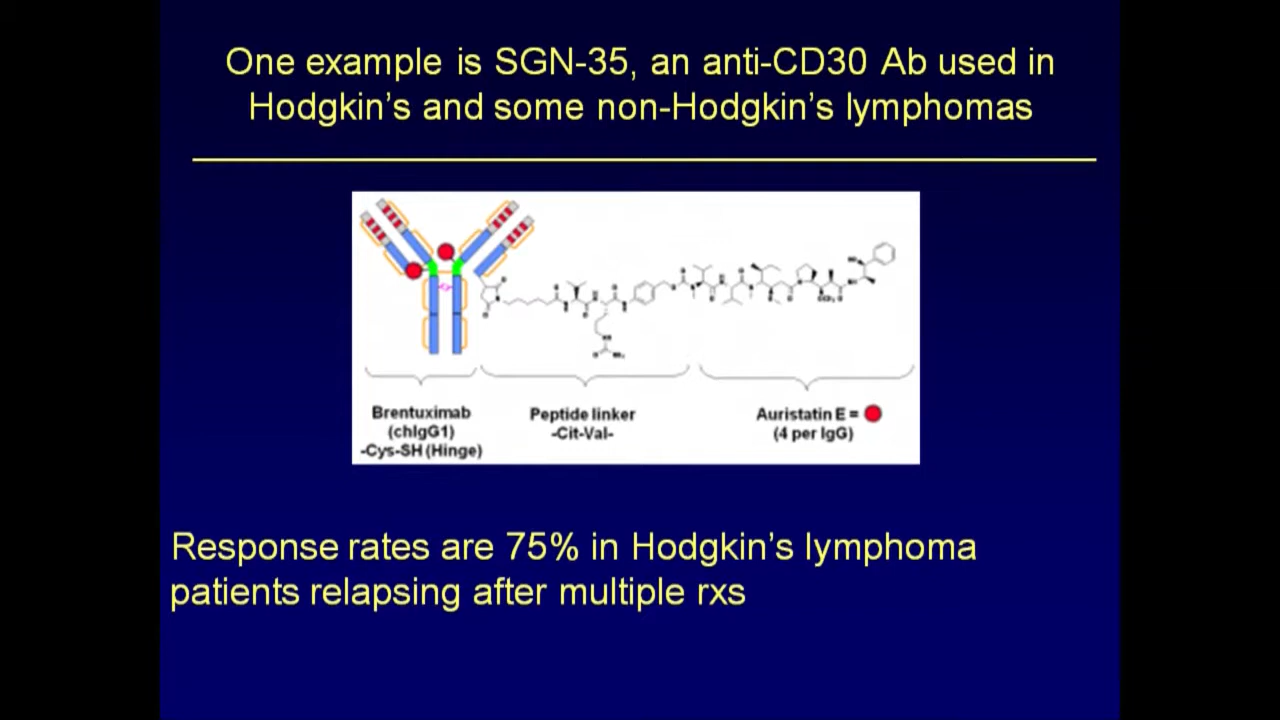 One example is SGN-35, an anti-CD30 Ab used in
Hodgkin's and some non-Hodgkin's lymphomas
Brentuximab
(chIgG1)
-Cys-SH (Hinge)
Peptide linker
-Cit-Val-
Auristatin E =
(4 per IgG)
Response rates are 75% in Hodgkin's lymphoma
patients relapsing after multiple rxs